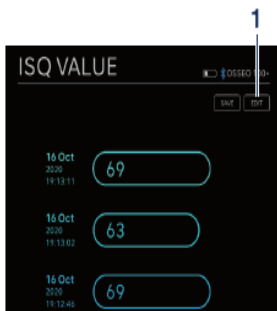 1
ISQ VALUE
OSSEO 100+
SAVE EXIT
16 Oct
2020
19:13:11
69
16 Oct
2020
19:13:02
63
16 Oct
2020
19:12:46
69